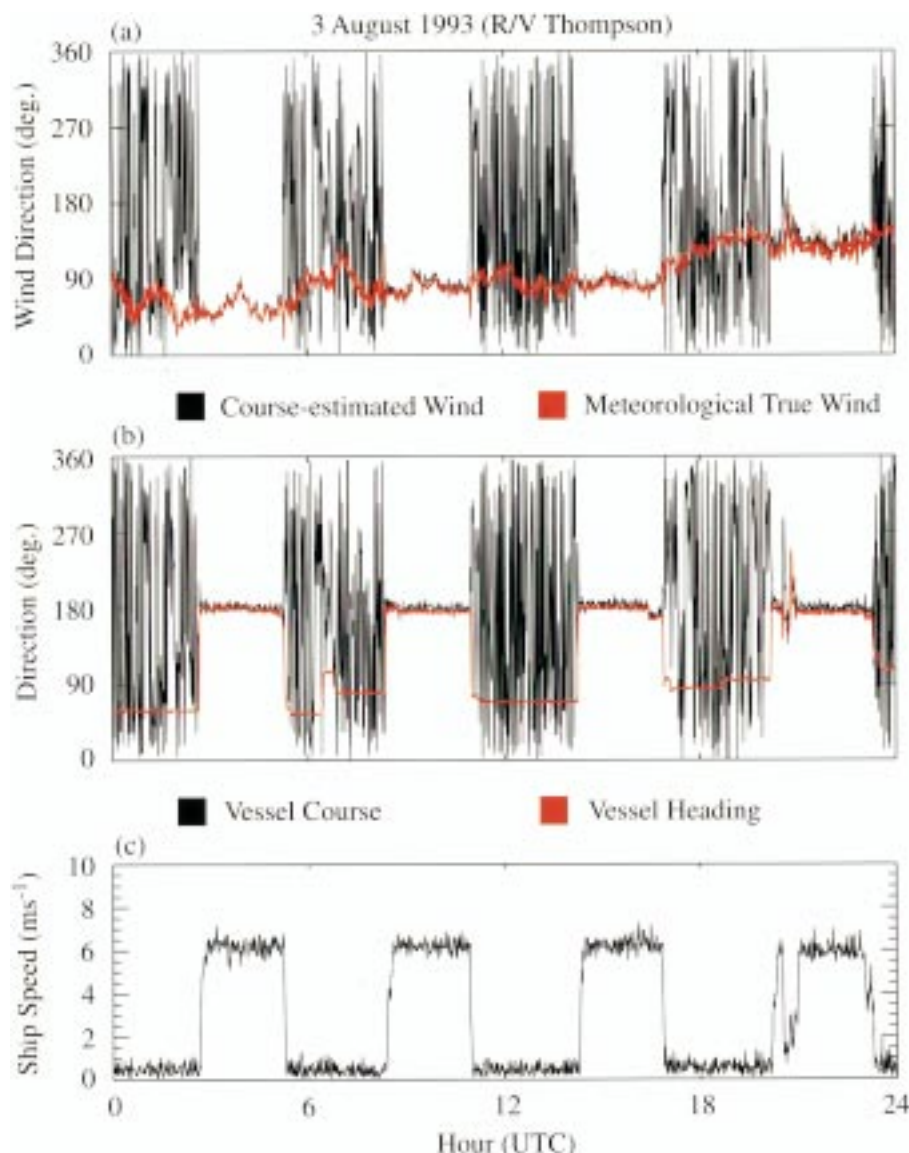 3 August 1993 (R/V Thompson)
(a)
Wind Direction (deg.)
360
270
180
90
0
Course-estimated Wind
Meteorological True Wind
(b)
Direction (deg.)
360
270
180
90
0
Vessel Course
Vessel Heading
(c)
Ship Speed (ms⁻¹)
10
8
6
4
2
0
0 6 12 18 24
Hour (UTC)